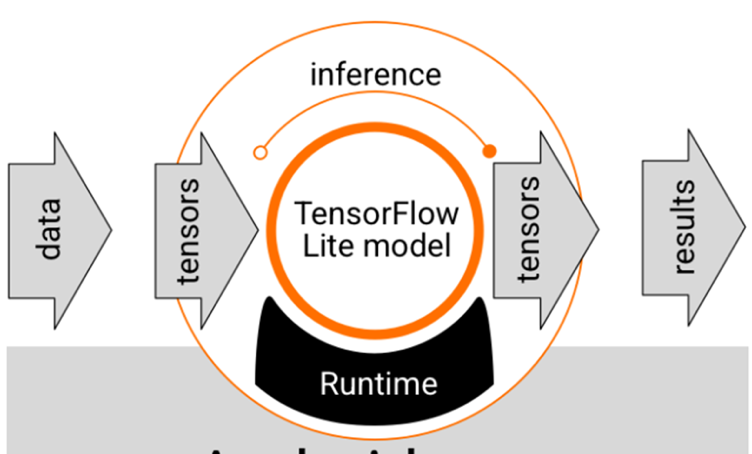 inference
data
tensors
TensorFlow
Lite model
tensors
results
Runtime